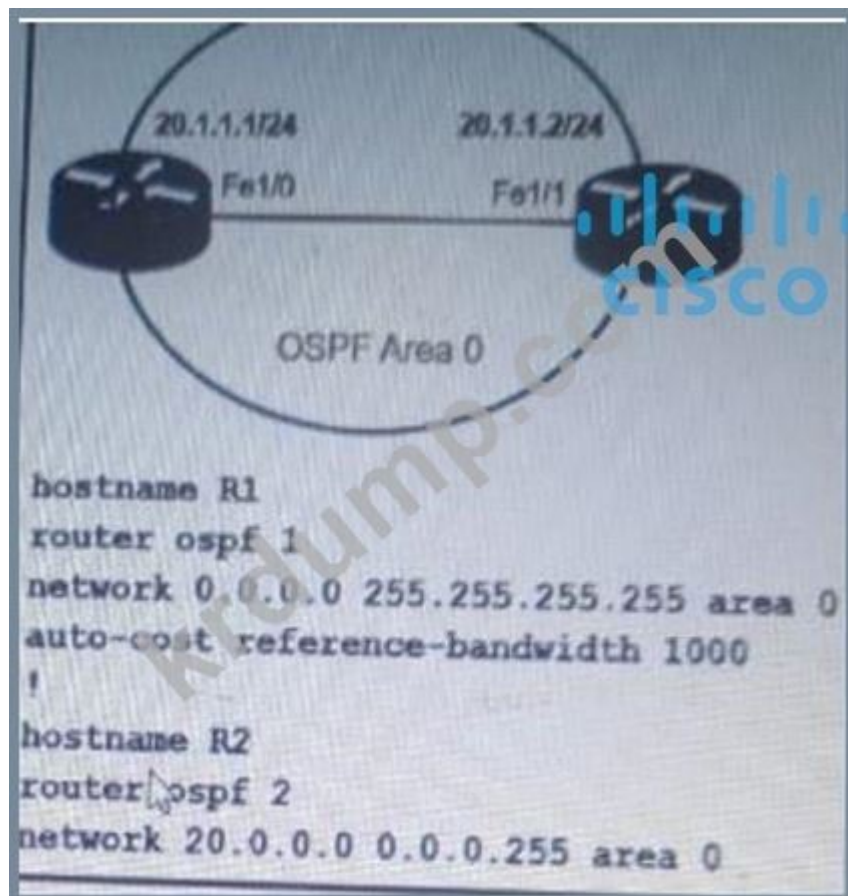 20.1.1.1/24
20.1.1.2/24
Fe1/0
Fe1/1
CISCO
OSPF Area 0
krdump.com
hostname R1
router ospf 1
network 0.0.0.0 255.255.255.255 area 0
auto-cost reference-bandwidth 1000
!
hostname R2
router ospf 2
network 20.0.0.0 0.0.0.255 area 0